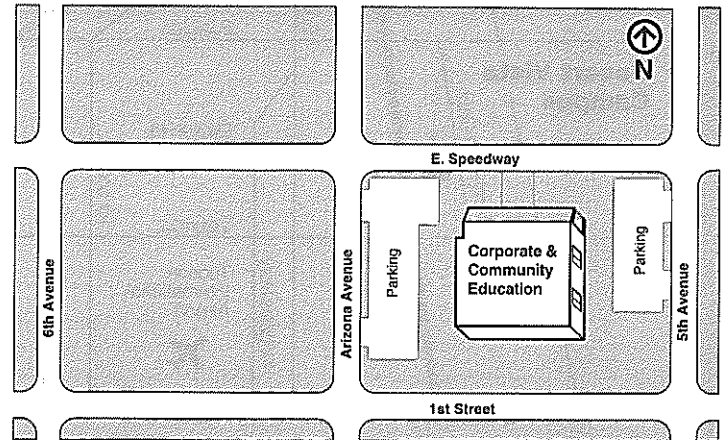 N
E. Speedway
6th Avenue
Arizona Avenue
Parking
Corporate &
Community
Education
Parking
5th Avenue
1st Street